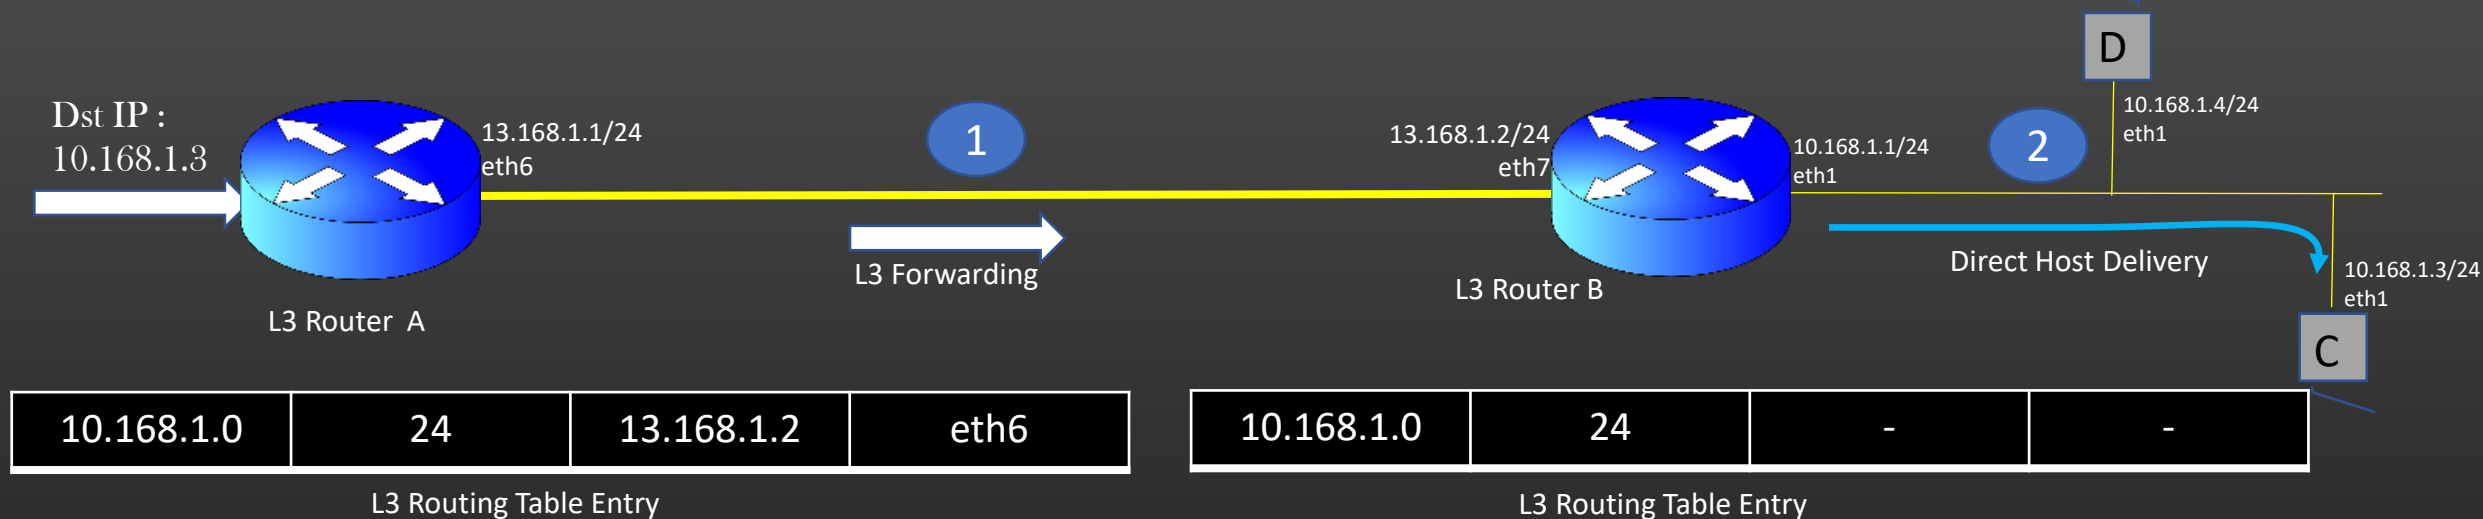 Dst IP :
10.168.1.3
13.168.1.1/24
eth6
1
L3 Forwarding
L3 Router A
13.168.1.2/24
eth7
10.168.1.1/24
eth1
L3 Router B
2
D
10.168.1.4/24
eth1
Direct Host Delivery
10.168.1.3/24
eth1
C
10.168.1.0 24 13.168.1.2 eth6
L3 Routing Table Entry
10.168.1.0 24 - -
L3 Routing Table Entry